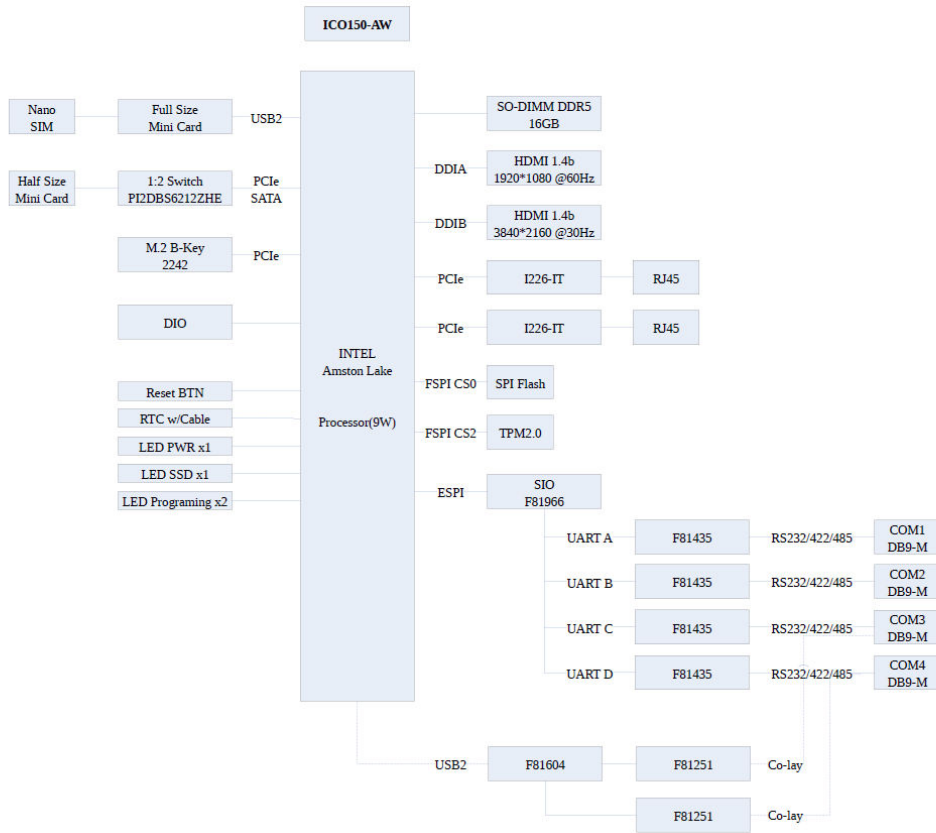 ICO150-AW
Nano
SIM
Full Size
Mini Card
USB2
Half Size
Mini Card
1:2 Switch
PI2DBS6212ZHE
PCIe
SATA
M.2 B-Key
2242
PCIe
DIO
Reset BTN
RTC w/Cable
LED PWR x1
LED SSD x1
LED Programing x2
INTEL
Amston Lake
Processor(9W)
SO-DIMM DDR5
16GB
DDIA
HDMI 1.4b
1920*1080 @60Hz
DDIB
HDMI 1.4b
3840*2160 @30Hz
PCIe
I226-IT
RJ45
PCIe
I226-IT
RJ45
FSPI CS0
SPI Flash
FSPI CS2
TPM2.0
ESPI
SIO
F81966
UART A
F81435
RS232/422/485
COM1
DB9-M
UART B
F81435
RS232/422/485
COM2
DB9-M
UART C
F81435
RS232/422/485
COM3
DB9-M
UART D
F81435
RS232/422/485
COM4
DB9-M
USB2
F81604
F81251
Co-lay
F81251
Co-lay